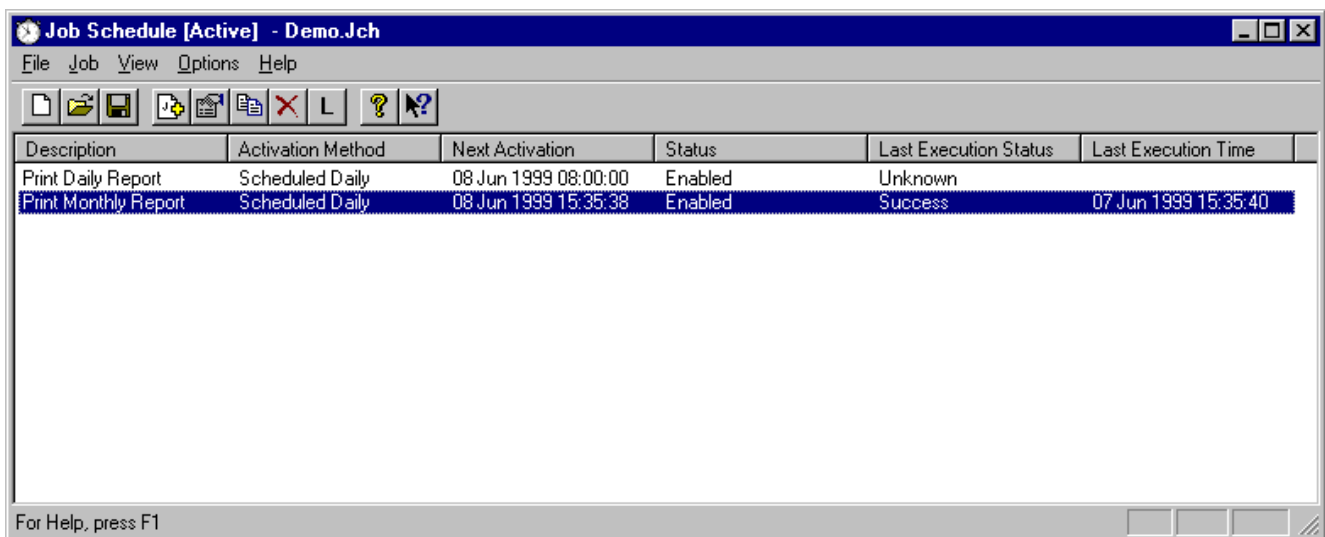 Job Schedule [Active] - Demo.Jch
File Job View Options Help
L
Description Activation Method Next Activation Status Last Execution Status Last Execution Time
Print Daily Report Scheduled Daily 08 Jun 1999 08:00:00 Enabled Unknown
Print Monthly Report Scheduled Daily 08 Jun 1999 15:35:38 Enabled Success 07 Jun 1999 15:35:40
For Help, press F1